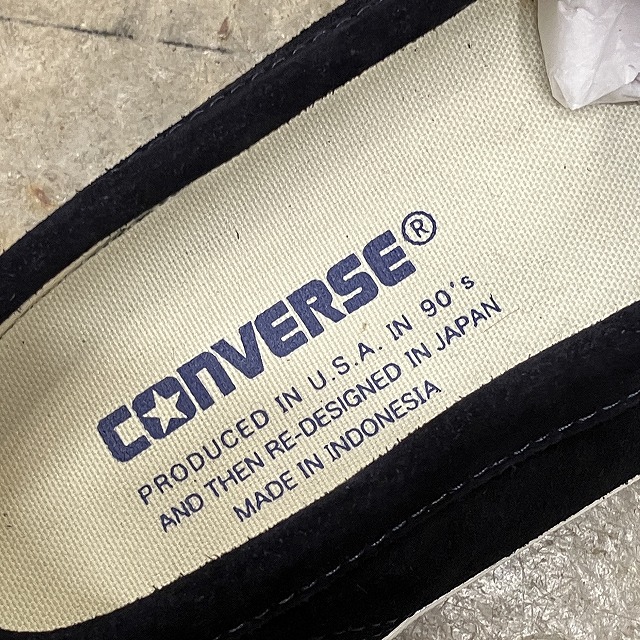 CONVERSE®
PRODUCED IN U.S.A. IN 90's
AND THEN RE-DESIGNED IN JAPAN
MADE IN INDONESIA